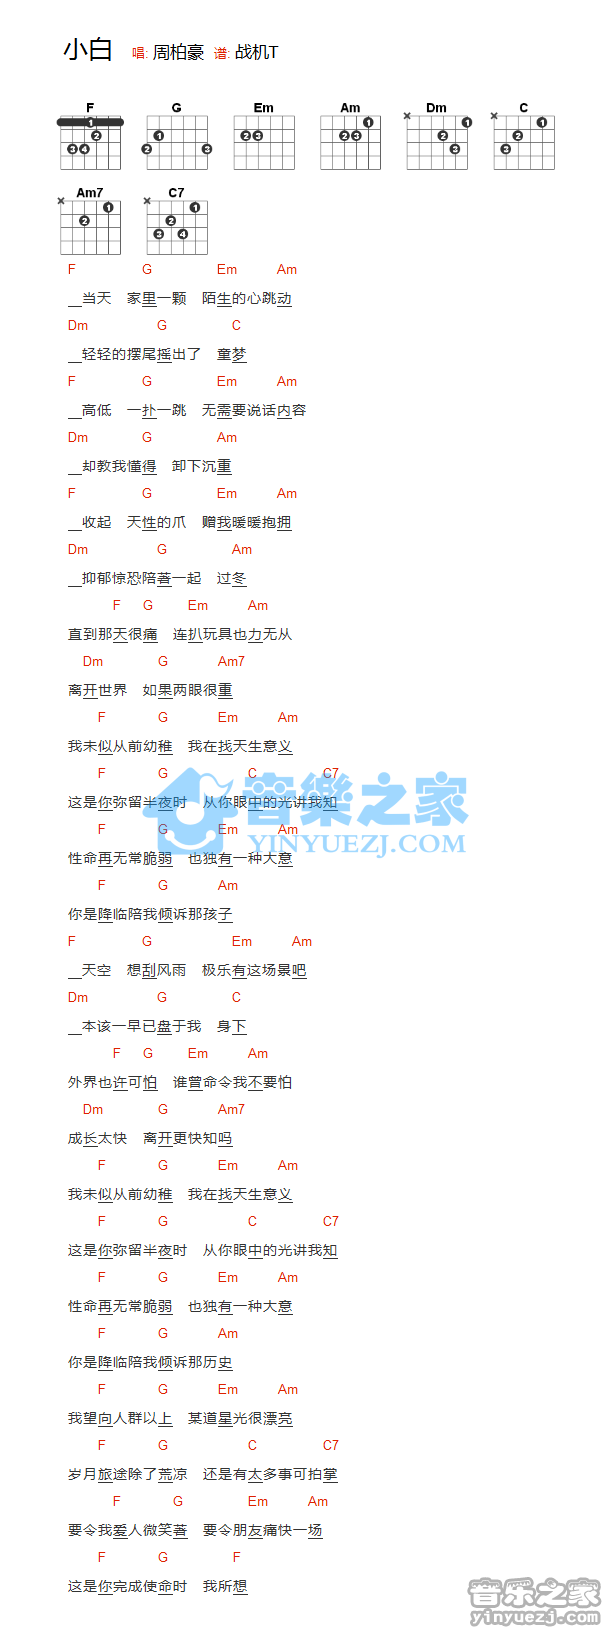 小白 唱: 周柏豪 谱: 战机T
F G Em Am Dm C
Am7 C7
F G Em Am
__当天 家里一颗 陌生的心跳动
Dm G C
__轻轻的摆尾摇出了 童梦
F G Em Am
__高低 一扑一跳 无需要说话内容
Dm G Am
__却教我懂得 卸下沉重
F G Em Am
__收起 天性的爪 赠我暖暖抱拥
Dm G Am
__抑郁惊恐陪著一起 过冬
F G Em Am
直到那天很痛 连扒玩具也力无从
Dm G Am7
离开世界 如果两眼很重
F G Em Am
我未似从前幼稚 我在找天生意义
F G C C7
这是你弥留半夜时 从你眼中的光讲我知
F G Em Am
性命再无常脆弱 也独有一种大意
F G Am
你是降临陪我倾诉那孩子
F G Em Am
__天空 想刮风雨 极乐有这场景吧
Dm G C
__本该一早已盘于我 身下
F G Em Am
外界也许可怕 谁曾命令我不要怕
Dm G Am7
成长太快 离开更快知吗
F G Em Am
我未似从前幼稚 我在找天生意义
F G C C7
这是你弥留半夜时 从你眼中的光讲我知
F G Em Am
性命再无常脆弱 也独有一种大意
F G Am
你是降临陪我倾诉那历史
F G Em Am
我望向人群以上 某道星光很漂亮
F G C C7
岁月旅途除了荒凉 还是有太多事可拍掌
F G Em Am
要令我爱人微笑著 要令朋友痛快一场
F G F
这是你完成使命时 我所想
音樂之家
YINYUEZJ.COM
音乐之家
yinyuezj.com